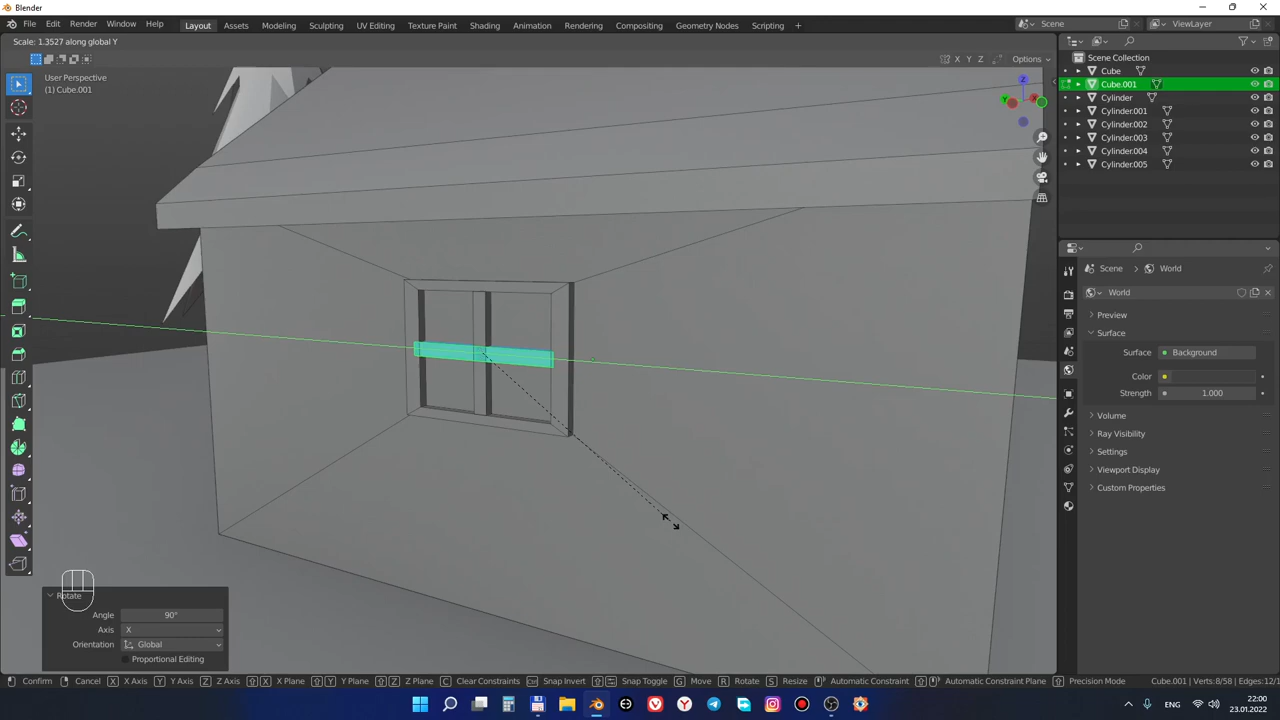 Blender
File Edit Render Window Help Layout Assets Modeling Sculpting UV Editing Texture Paint Shading Animation Rendering Compositing Geometry Nodes Scripting + Scene ViewLayer
Scale: 1.3527 along global Y
X Y Z Options
User Perspective
(1) Cube.001
Z
Y
X
Scene Collection
Cube
Cube.001
Cylinder
Cylinder.001
Cylinder.002
Cylinder.003
Cylinder.004
Cylinder.005
Scene > World
World
Preview
Surface
Surface Background
Color
Strength 1.000
Volume
Ray Visibility
Settings
Viewport Display
Custom Properties
Rotate
Angle 90°
Axis X
Orientation Global
Proportional Editing
Confirm Cancel X X Axis Y Y Axis Z Z Axis X X Plane Y Y Plane Z Z Plane C Clear Constraints Snap Invert Snap Toggle G Move R Rotate S Resize Automatic Constraint Automatic Constraint Plane Precision Mode Cube.001 | Verts:8/58 | Edges:12/1
ENG 22:00
23.01.2022